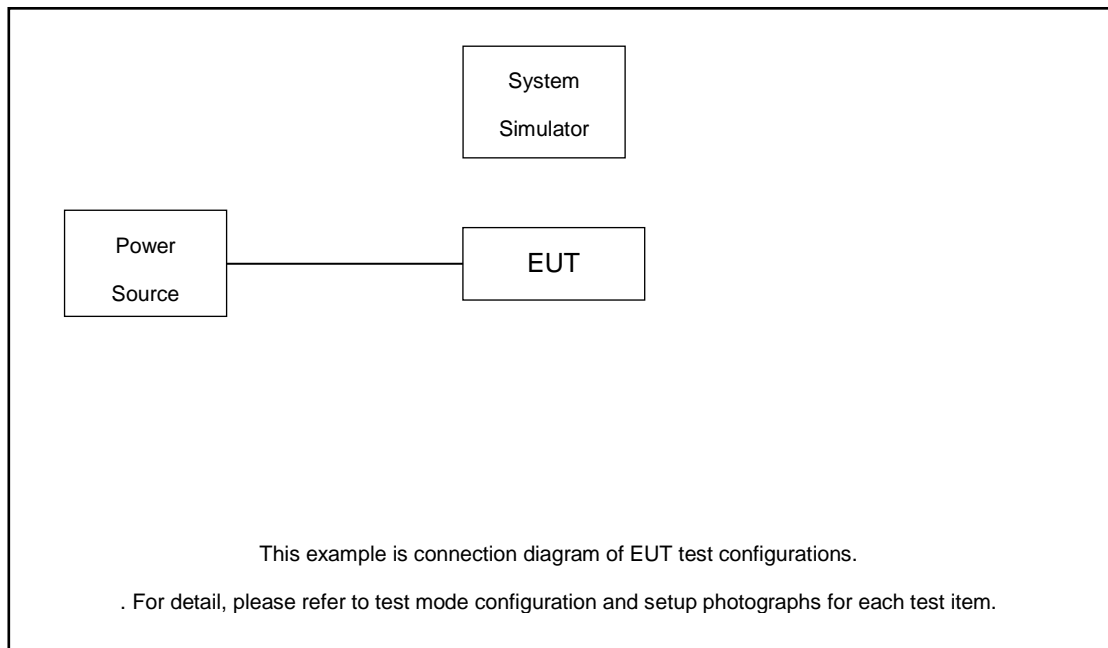 System
Simulator
Power
Source
EUT
This example is connection diagram of EUT test configurations.
. For detail, please refer to test mode configuration and setup photographs for each test item.